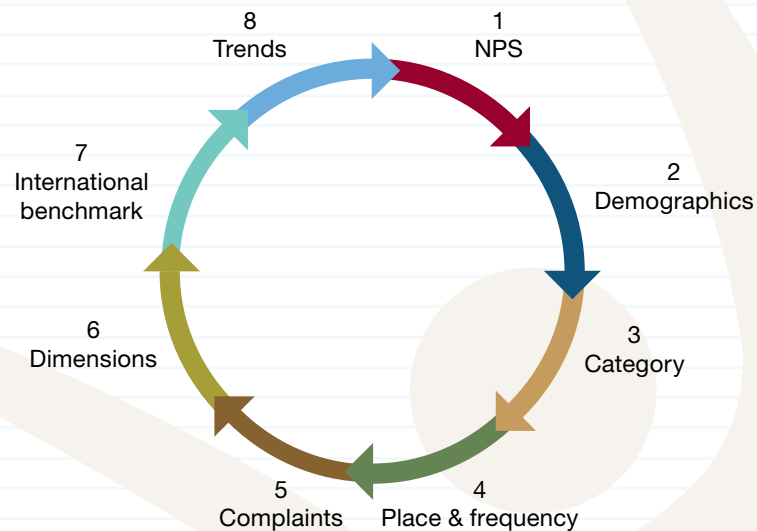 1
NPS
2
Demographics
3
Category
4
Place & frequency
5
Complaints
6
Dimensions
7
International
benchmark
8
Trends